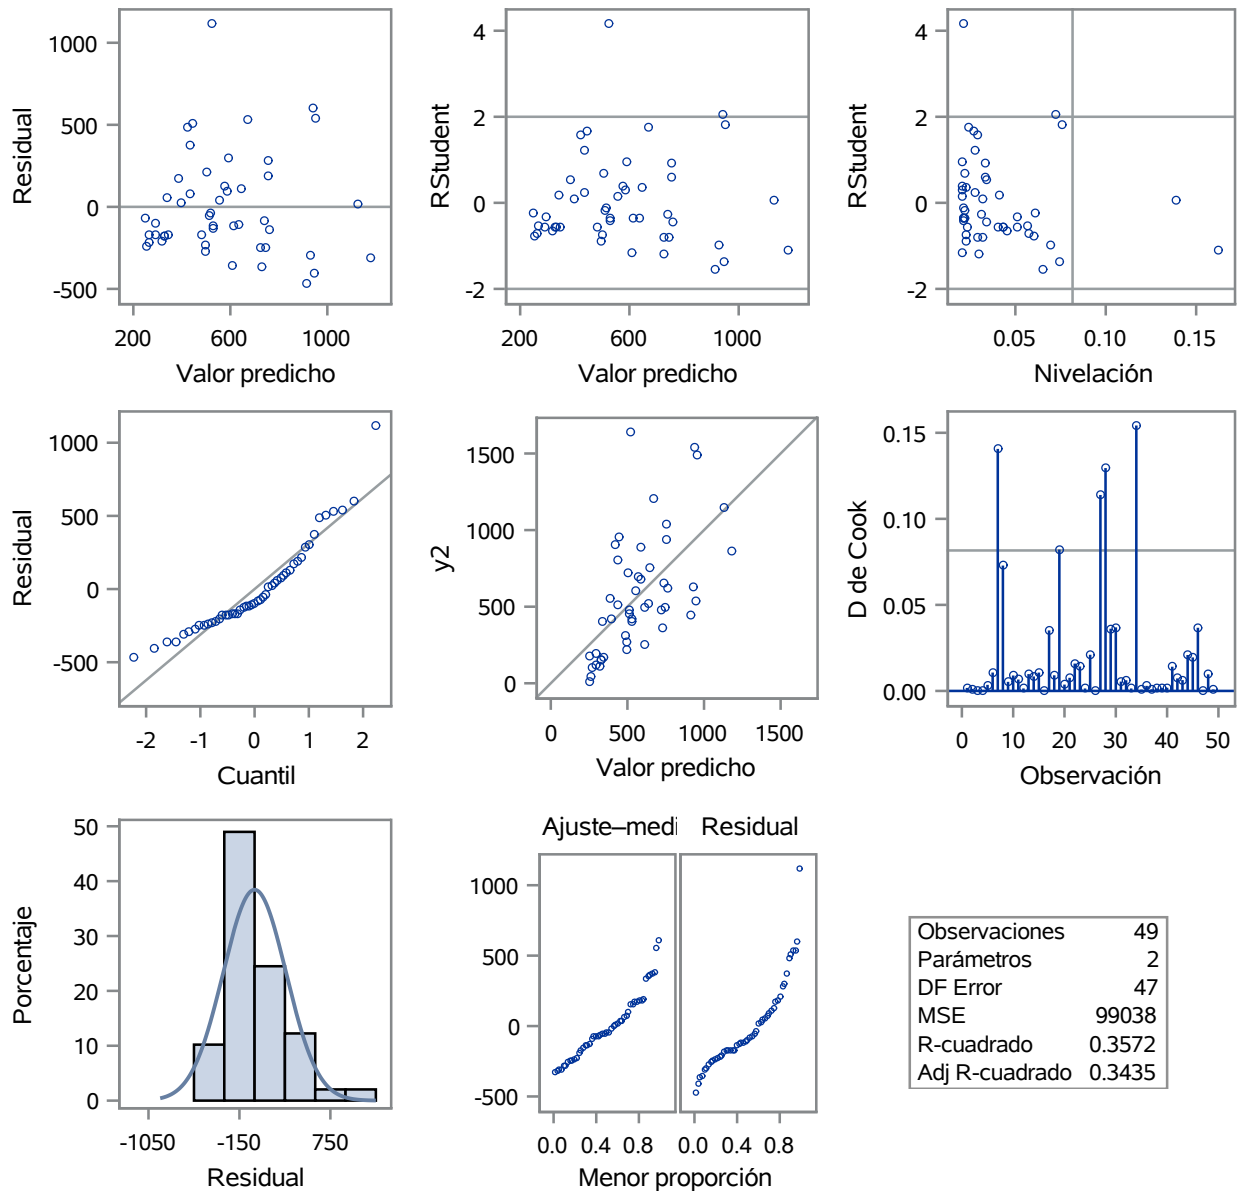 1000
500
0
-500
Residual
200 600 1000
Valor predicho
4
2
0
-2
RStudent
200 600 1000
Valor predicho
4
2
0
-2
RStudent
0.05 0.10 0.15
Nivelación
1000
500
0
-500
Residual
-2 -1 0 1 2
Cuantil
1500
1000
500
0
y2
0 500 1000 1500
Valor predicho
0.15
0.10
0.05
0.00
D de Cook
0 10 20 30 40 50
Observación
50
40
30
20
10
0
Porcentaje
-1050 -150 750
Residual
Ajuste–medi Residual
1000
500
0
-500
0.0 0.4 0.8 0.0 0.4 0.8
Menor proporción
Observaciones 49
Parámetros 2
DF Error 47
MSE 99038
R-cuadrado 0.3572
Adj R-cuadrado 0.3435